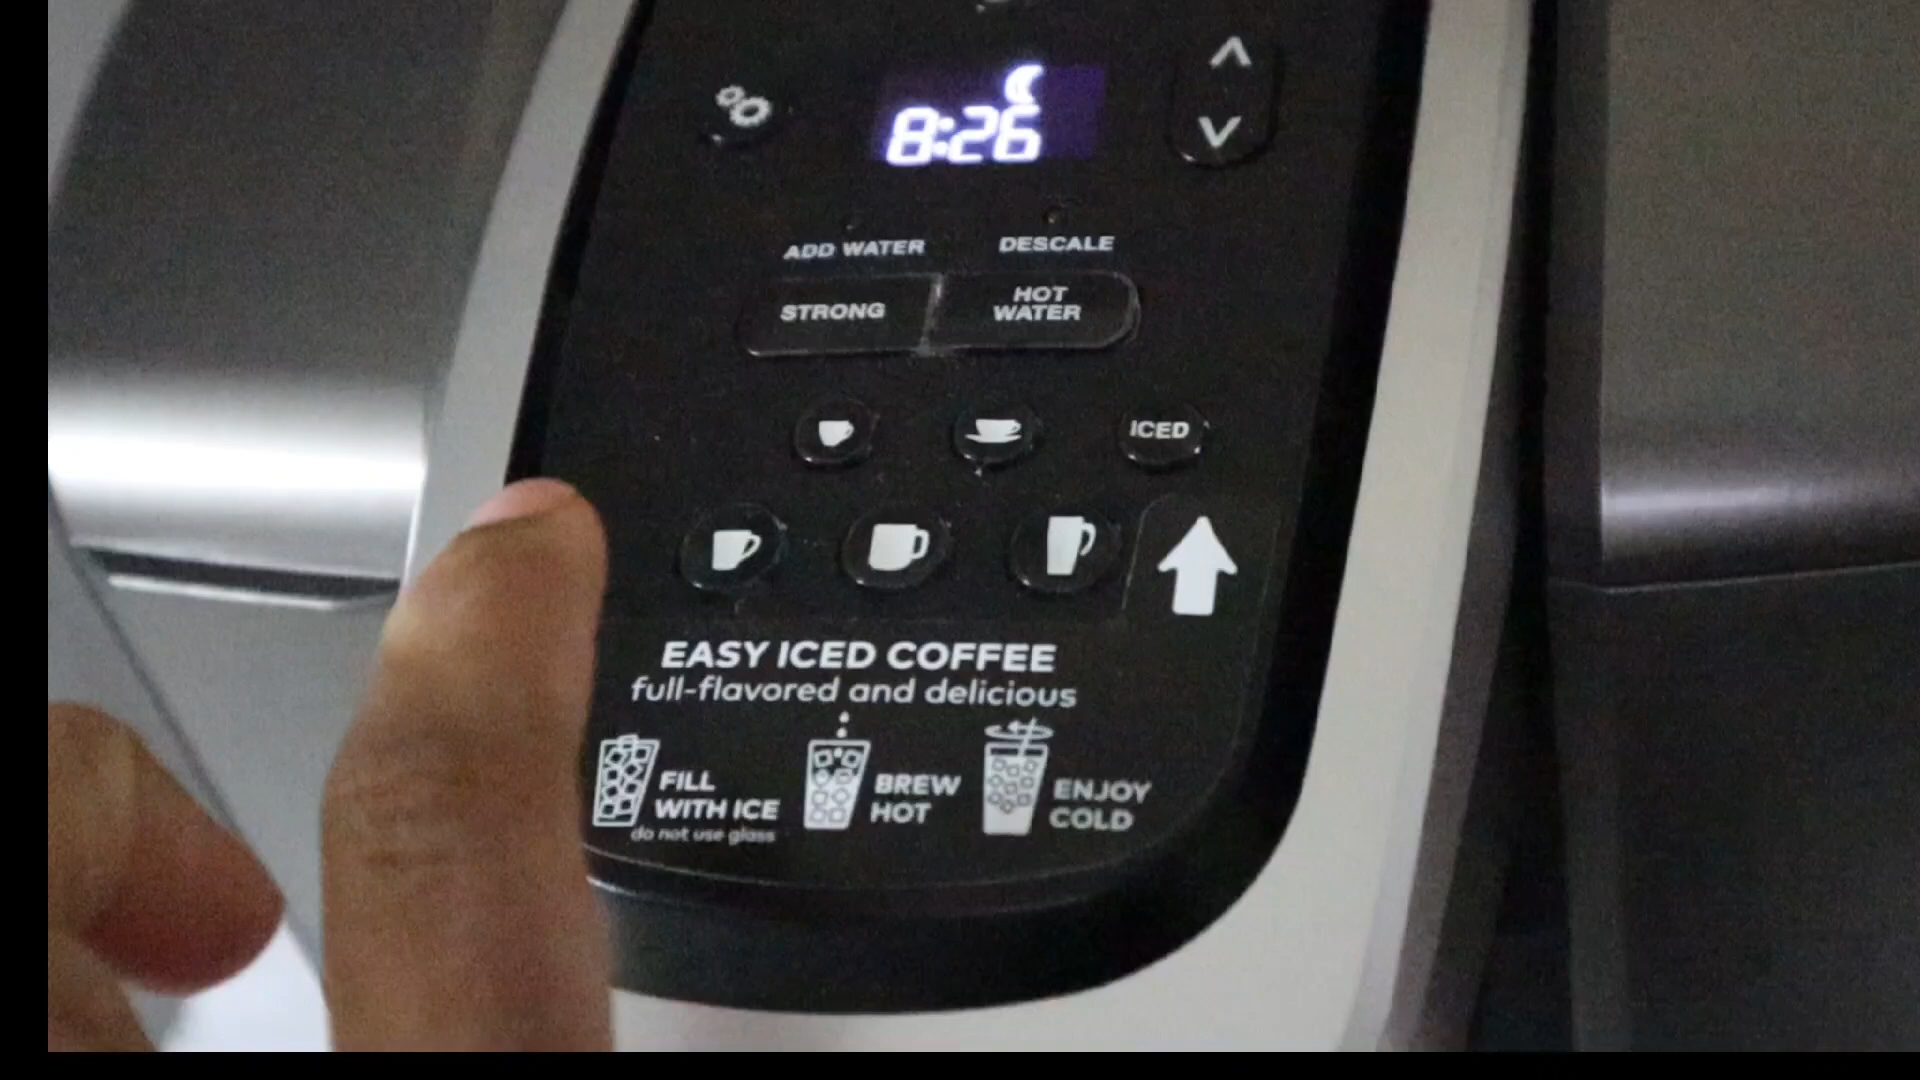 8:26
ADD WATER
DESCALE
STRONG
HOT
WATER
ICED
EASY ICED COFFEE
full-flavored and delicious
FILL
WITH ICE
do not use glass
BREW
HOT
ENJOY
COLD